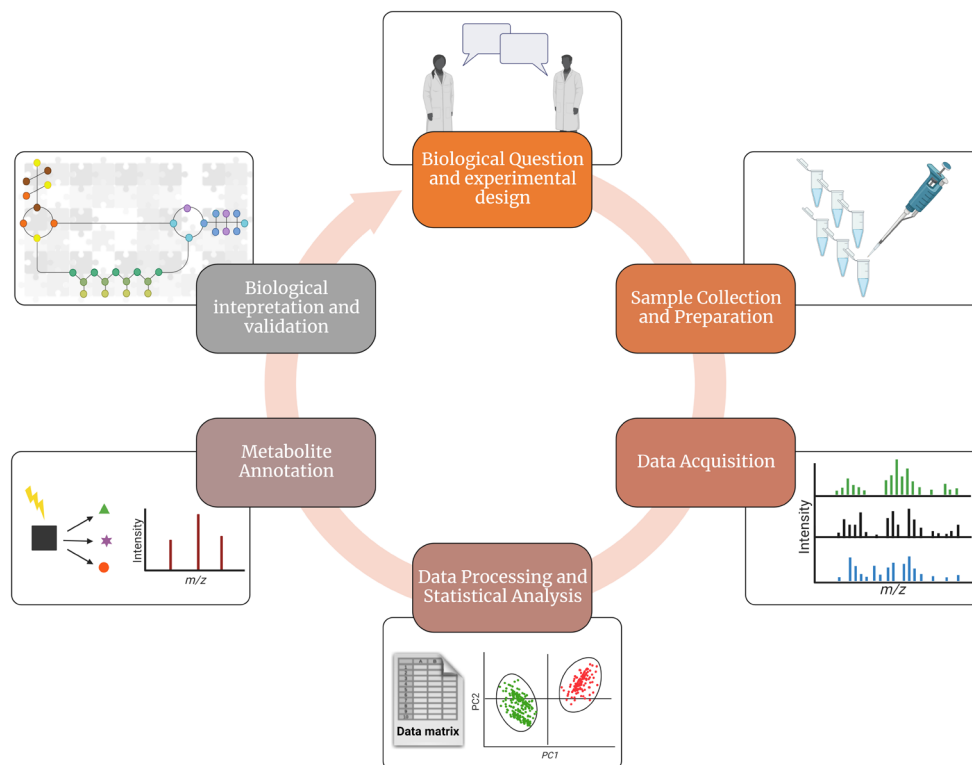 Biological Question
and experimental
design
Sample Collection
and Preparation
Data Acquisition
Intensity
m/z
Data Processing and
Statistical Analysis
Data matrix
PC2
PC1
Metabolite
Annotation
Intensity
m/z
Biological
intepretation and
validation